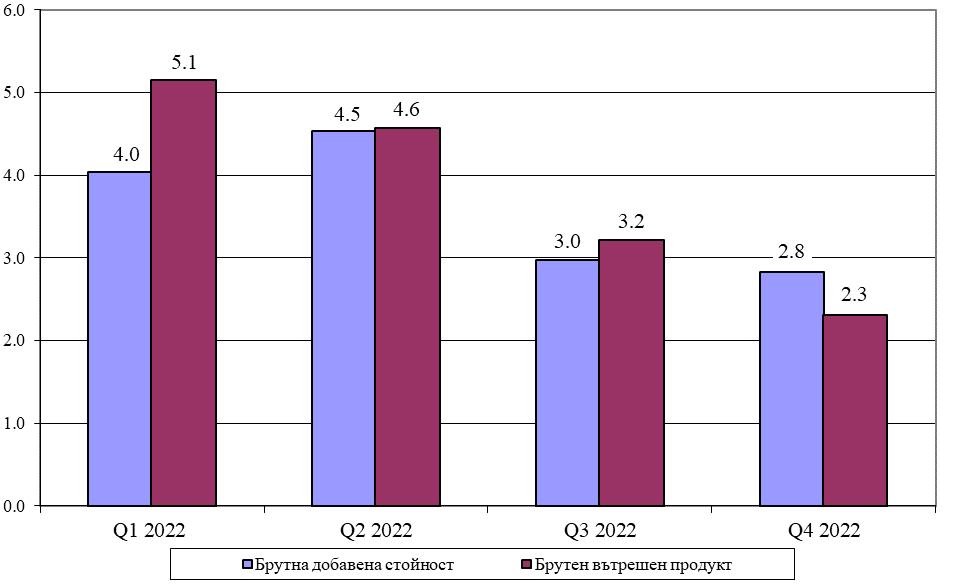 6.0
5.0
4.0
3.0
2.0
1.0
0.0
4.0
5.1
4.5
4.6
3.0
3.2
2.8
2.3
Q1 2022
Q2 2022
Q3 2022
Q4 2022
Брутна добавена стойност
Брутен вътрешен продукт